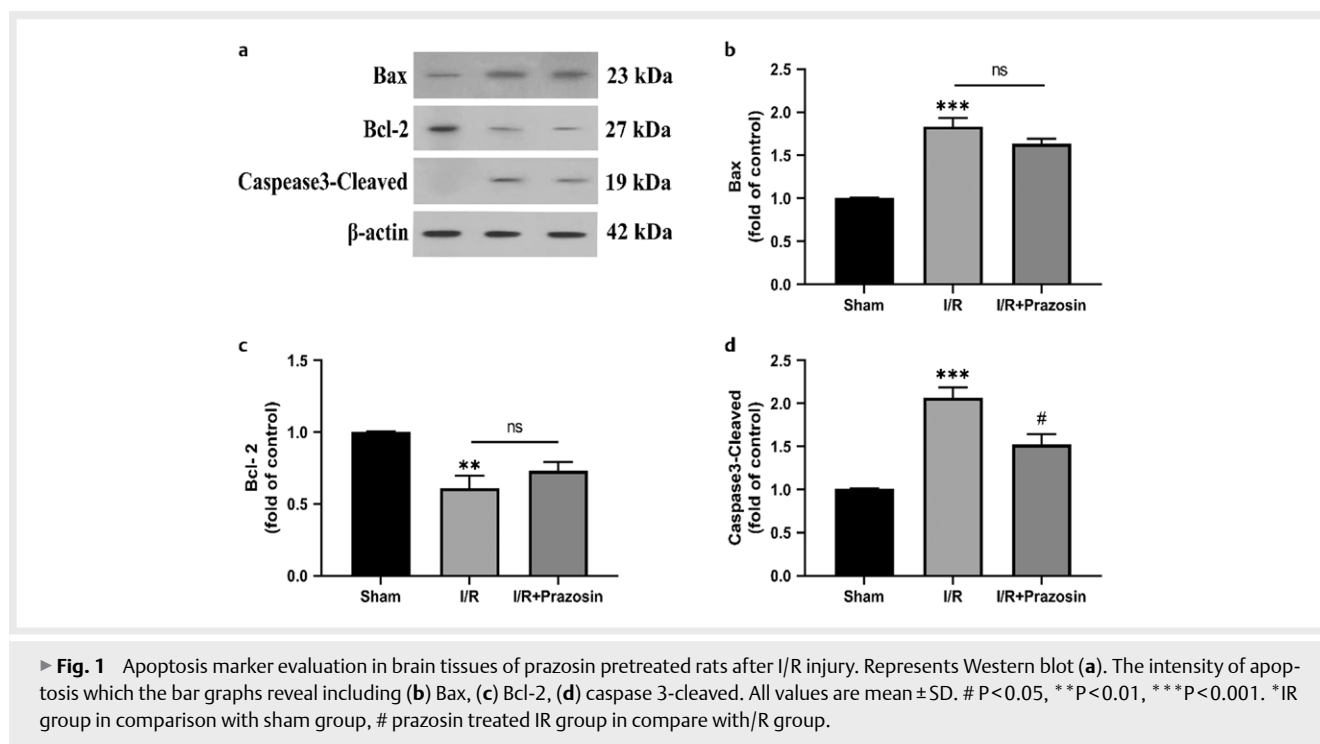 a
Bax 23 kDa
Bcl-2 27 kDa
Caspease3-Cleaved 19 kDa
β-actin 42 kDa
b
Bax
(fold of control)
2.5
2.0
1.5
1.0
0.5
0.0
***
ns
Sham I/R I/R+Prazosin
c
Bcl- 2
(fold of control)
1.5
1.0
0.5
0.0
**
ns
Sham I/R I/R+Prazosin
d
Caspase3-Cleaved
(fold of control)
2.5
2.0
1.5
1.0
0.5
0.0
***
#
Sham I/R I/R+Prazosin
▶ Fig. 1 Apoptosis marker evaluation in brain tissues of prazosin pretreated rats after I/R injury. Represents Western blot (a). The intensity of apop-
tosis which the bar graphs reveal including (b) Bax, (c) Bcl-2, (d) caspase 3-cleaved. All values are mean ± SD. # P < 0.05, **P < 0.01, ***P < 0.001. *IR
group in comparison with sham group, # prazosin treated IR group in compare with/R group.